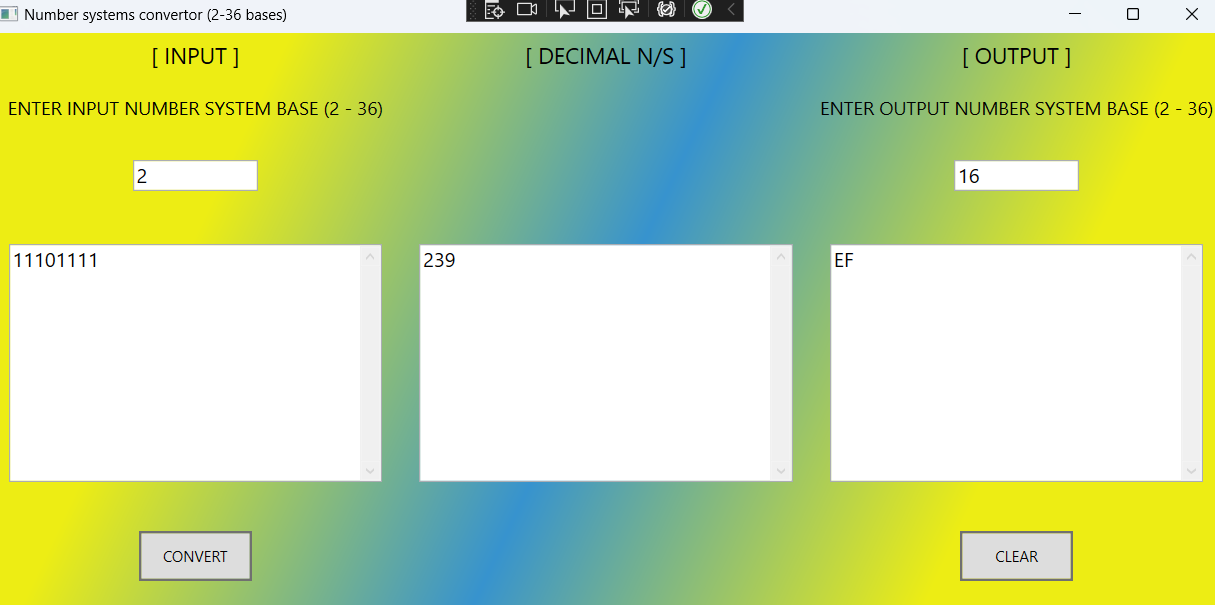 Number systems convertor (2-36 bases)
[ INPUT ]
[ DECIMAL N/S ]
[ OUTPUT ]
ENTER INPUT NUMBER SYSTEM BASE (2 - 36)
ENTER OUTPUT NUMBER SYSTEM BASE (2 - 36)
2
16
11101111
239
EF
CONVERT
CLEAR